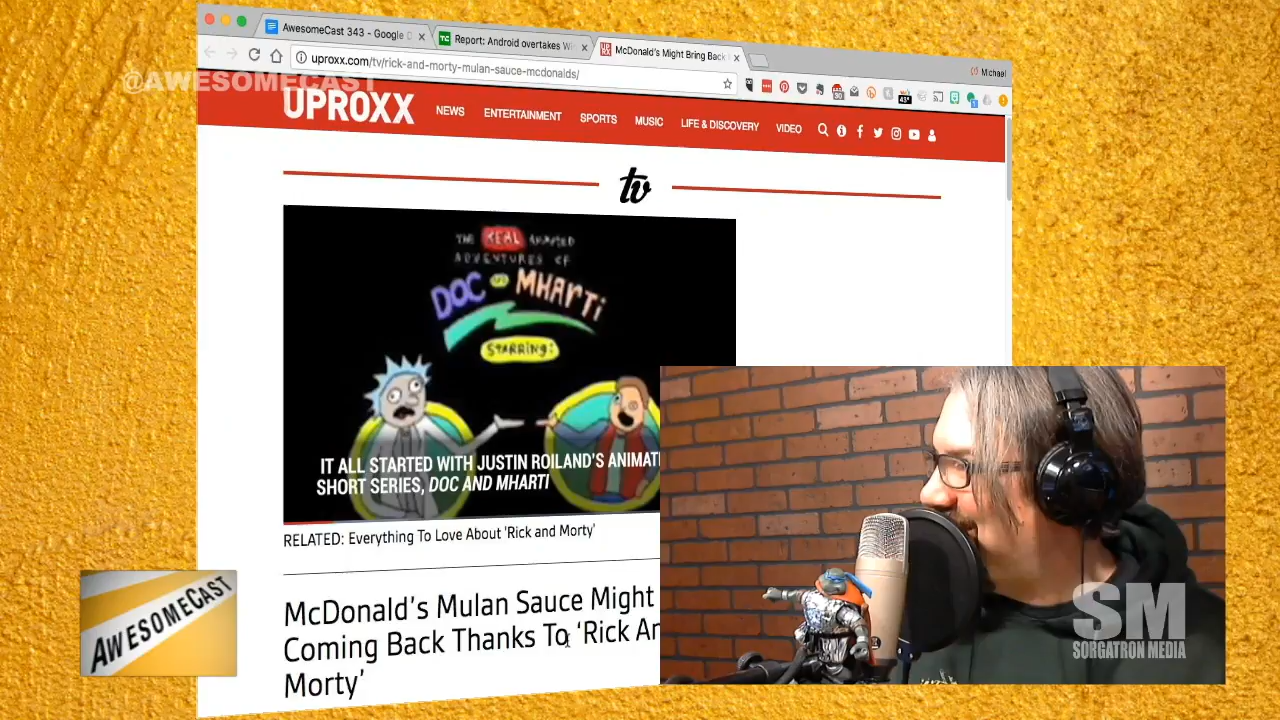 AwesomeCast 343 - Google D
Report: Android overtakes Wi
McDonald's Might Bring Back
Michael
uproxx.com/tv/rick-and-morty-mulan-sauce-mcdonalds/
@AWESOMECAST
UPROXX
NEWS
ENTERTAINMENT
SPORTS
MUSIC
LIFE & DISCOVERY
VIDEO
tv
THE REAL ANIMATED
ADVENTURES OF
DOC AND MHARTI
STARRING:
IT ALL STARTED WITH JUSTIN ROILAND'S ANIMAT
SHORT SERIES, DOC AND MHARTI
RELATED: Everything To Love About 'Rick and Morty'
McDonald's Mulan Sauce Might
Coming Back Thanks To 'Rick An
Morty'
AWESOMECAST
SM
SORGATRON MEDIA